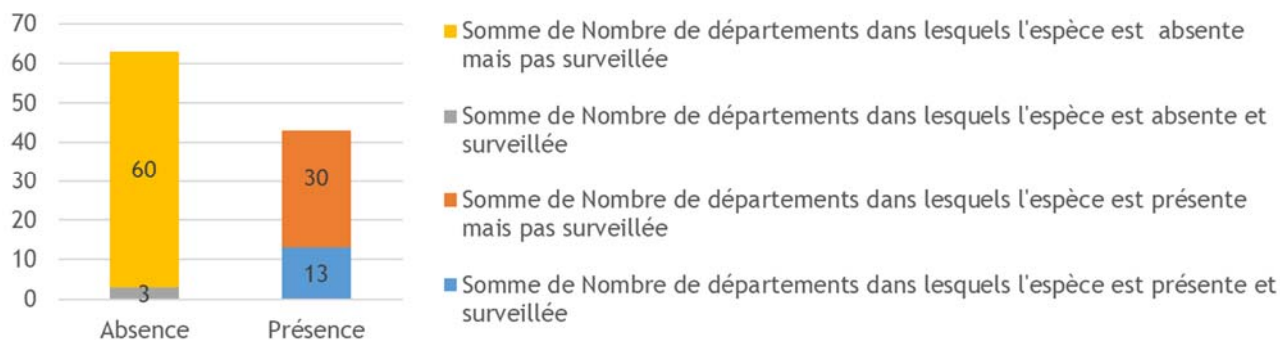 70
60
50
40
30
20
10
0
60
3
30
13
Absence
Présence
Somme de Nombre de départements dans lesquels l'espèce est absente
mais pas surveillée
Somme de Nombre de départements dans lesquels l'espèce est absente et
surveillée
Somme de Nombre de départements dans lesquels l'espèce est présente
mais pas surveillée
Somme de Nombre de départements dans lesquels l'espèce est présente et
surveillée